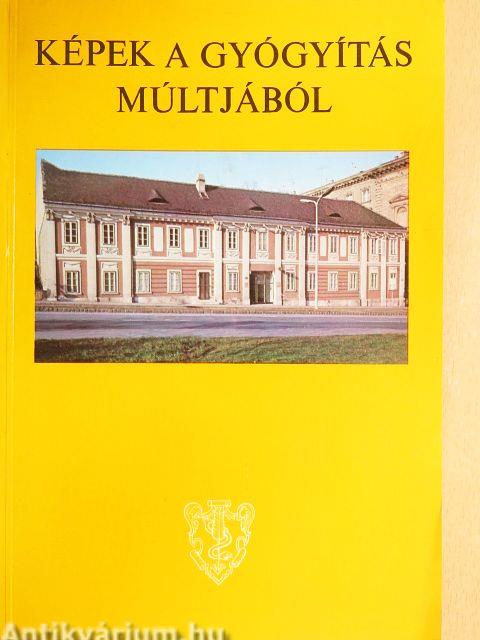 KÉPEK A GYÓGYÍTÁS
MÚLTJÁBÓL
Antikvárium.hu